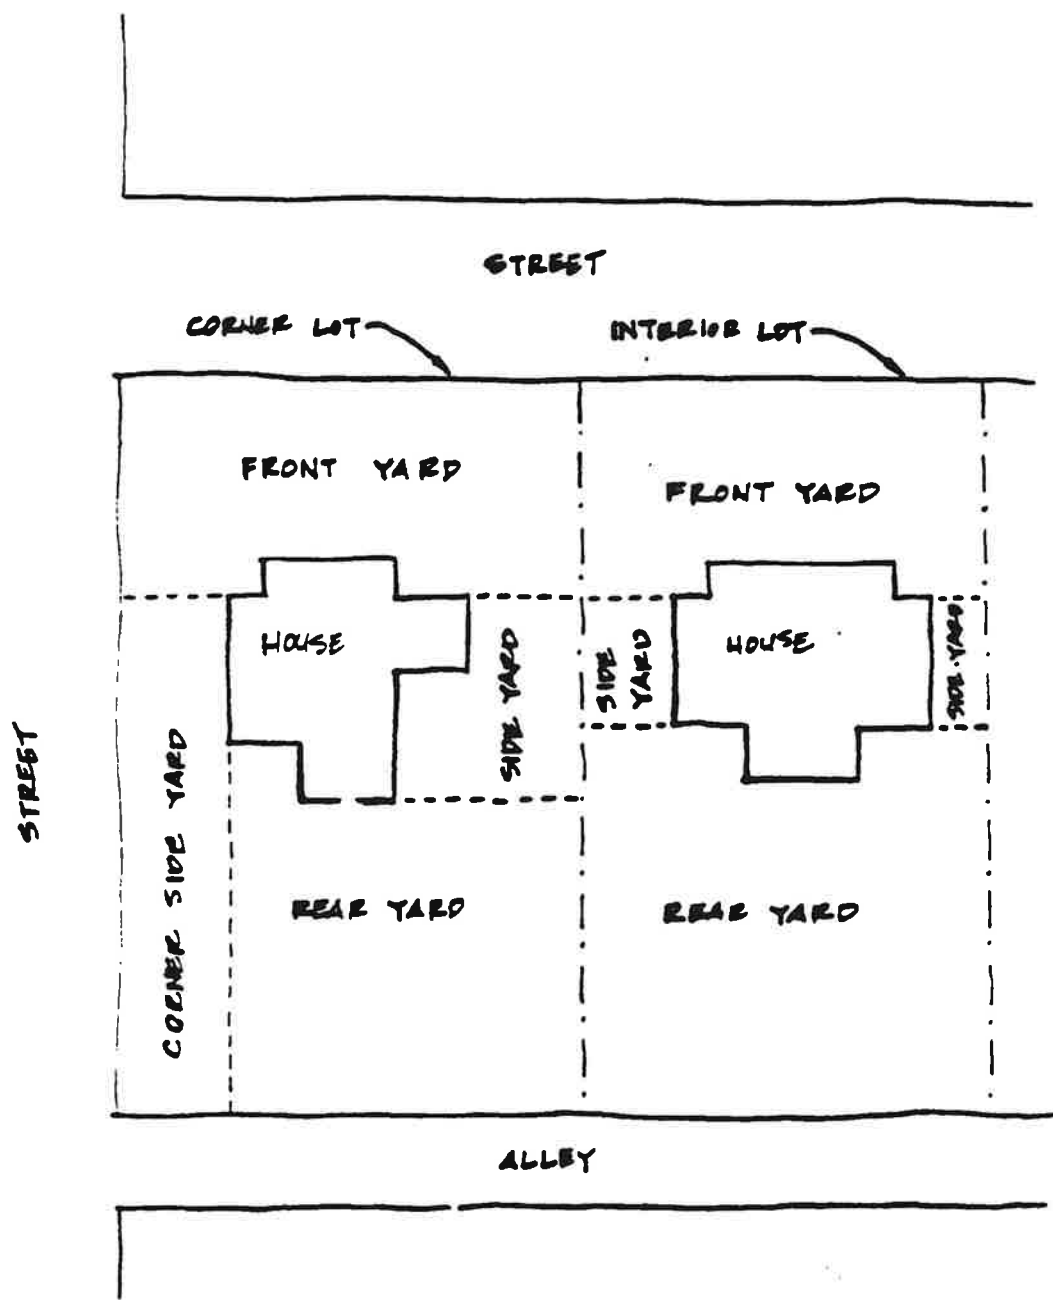 STREET
CORNER LOT
INTERIOR LOT
FRONT YARD
FRONT YARD
HOUSE
SIDE YARD
SIDE
YARD
HOUSE
SIDE YARD
STREET
CORNER SIDE YARD
REAR YARD
REAR YARD
ALLEY